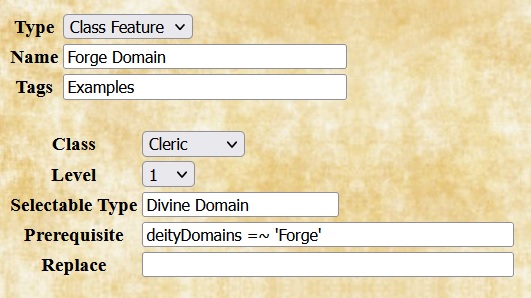 Type Class Feature
Name Forge Domain
Tags Examples
Class Cleric
Level 1
Selectable Type Divine Domain
Prerequisite deityDomains =~ 'Forge'
Replace